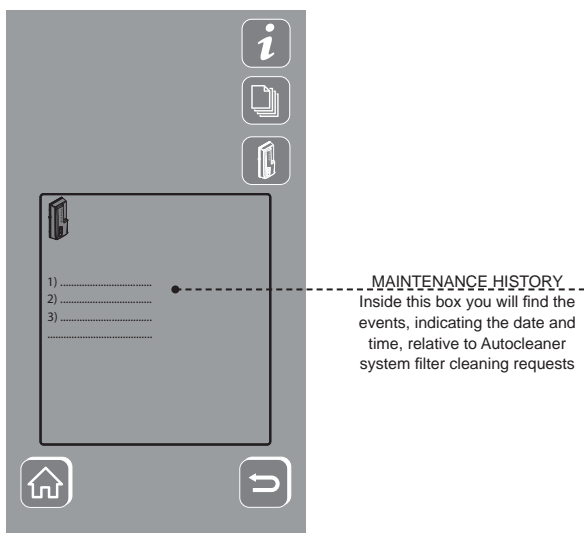 i
1) ................................
2) ................................
3) ................................
.....................................
MAINTENANCE HISTORY
Inside this box you will find the
events, indicating the date and
time, relative to Autocleaner
system filter cleaning requests